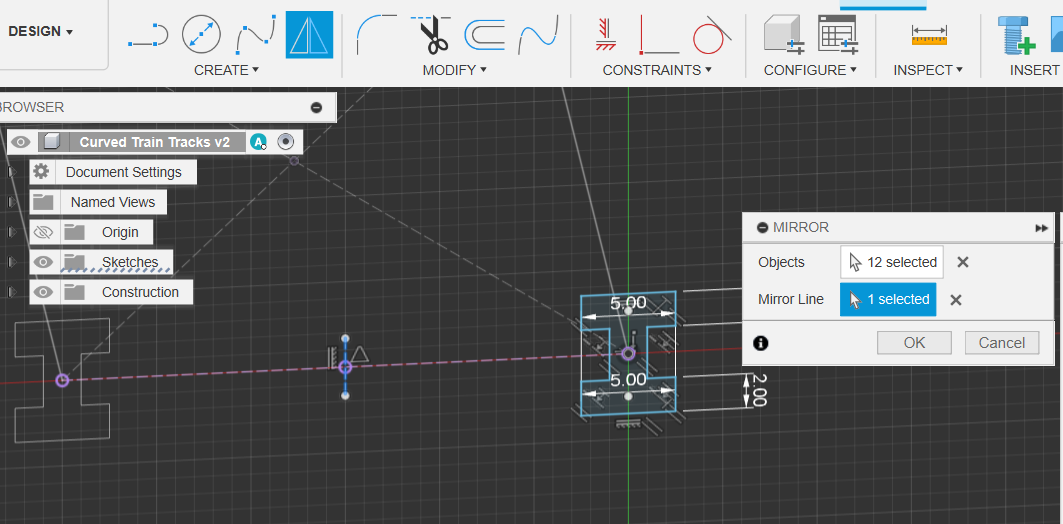 DESIGN ▾
CREATE ▾
MODIFY ▾
CONSTRAINTS ▾
CONFIGURE ▾
INSPECT ▾
INSERT
BROWSER
Curved Train Tracks v2
A
Document Settings
Named Views
Origin
Sketches
Construction
MIRROR
Objects
12 selected
Mirror Line
1 selected
OK
Cancel
5.00
5.00
2.00